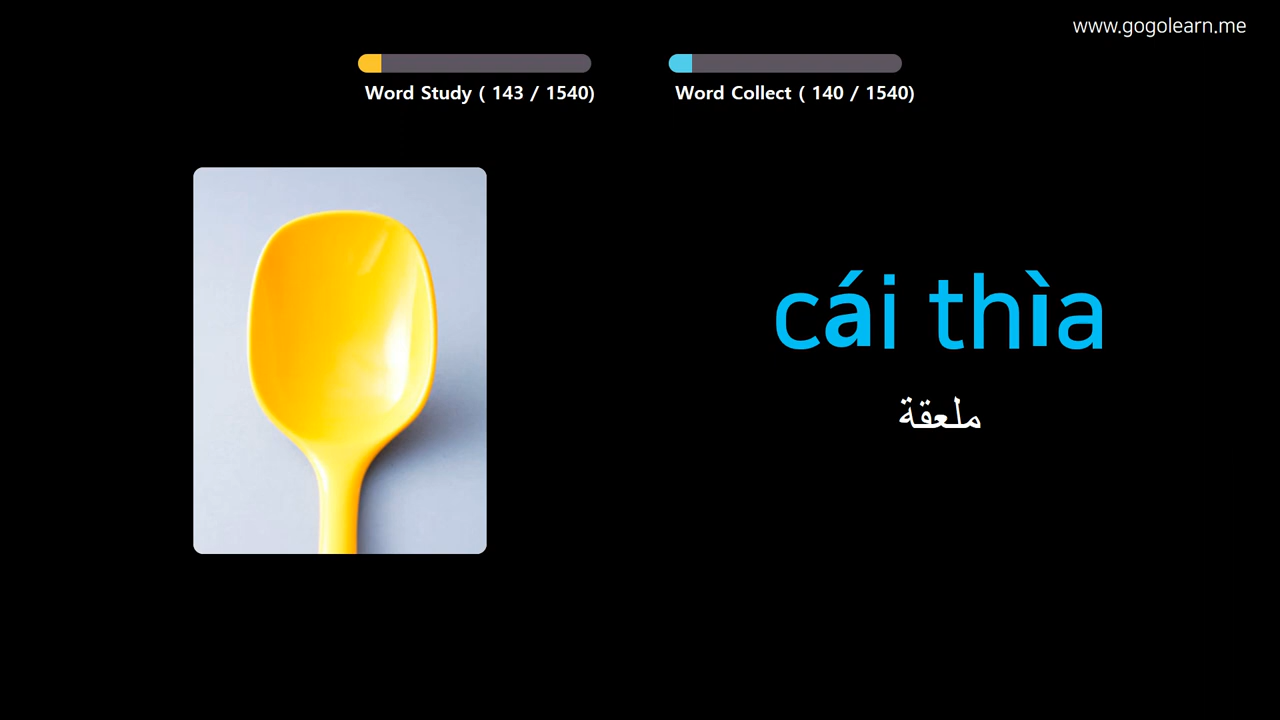 www.gogolearn.me
Word Study ( 143 / 1540)
Word Collect ( 140 / 1540)
cái thìa
ملعقة